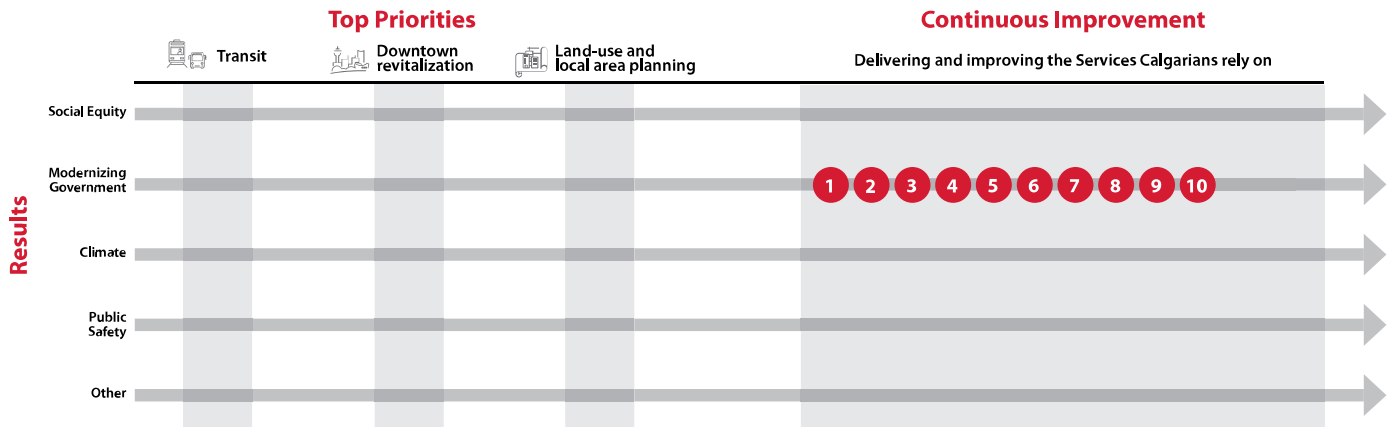 Top Priorities
Continuous Improvement
Transit
Downtown
revitalization
Land-use and
local area planning
Delivering and improving the Services Calgarians rely on
Results
Social Equity
Modernizing
Government
1 2 3 4 5 6 7 8 9 10
Climate
Public
Safety
Other